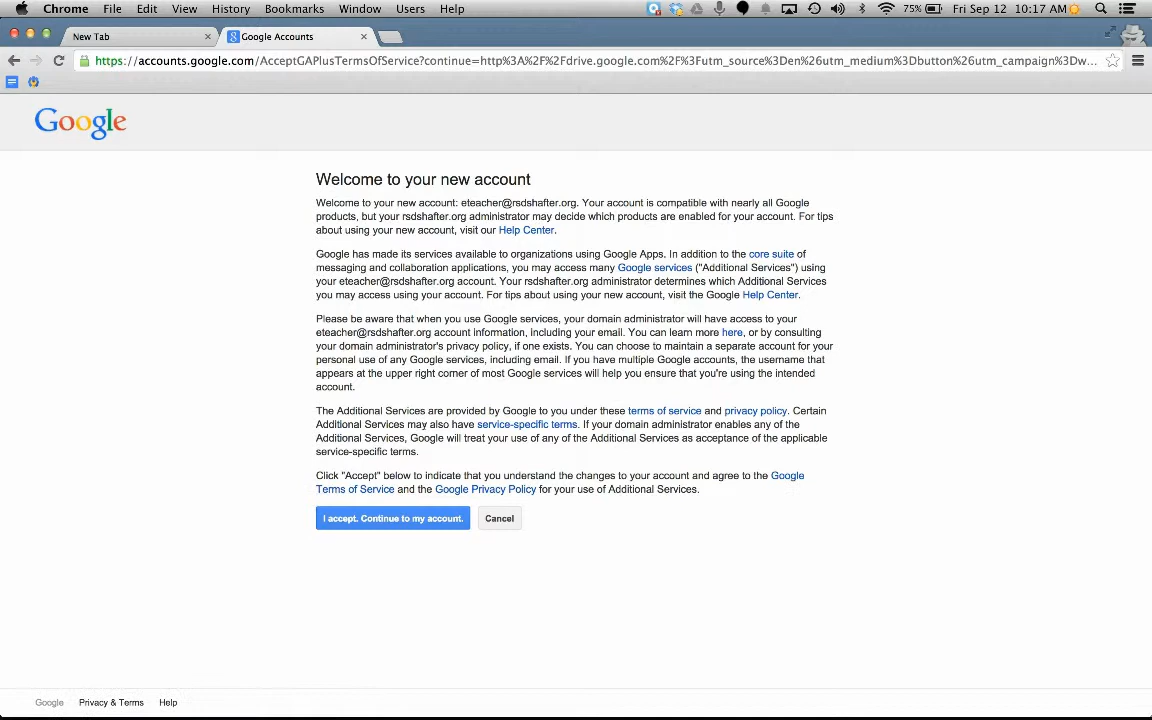 Chrome File Edit View History Bookmarks Window Users Help 75% Fri Sep 12 10:17 AM
New Tab
Google Accounts
https://accounts.google.com/AcceptGAPlusTermsOfService?continue=http%3A%2F%2Fdrive.google.com%2F%3Futm_source%3Den%26utm_medium%3Dbutton%26utm_campaign%3Dw...
Google
Welcome to your new account
Welcome to your new account: eteacher@rsdshafter.org. Your account is compatible with nearly all Google
products, but your rsdshafter.org administrator may decide which products are enabled for your account. For tips
about using your new account, visit our Help Center.
Google has made its services available to organizations using Google Apps. In addition to the core suite of
messaging and collaboration applications, you may access many Google services ("Additional Services") using
your eteacher@rsdshafter.org account. Your rsdshafter.org administrator determines which Additional Services
you may access using your account. For tips about using your new account, visit the Google Help Center.
Please be aware that when you use Google services, your domain administrator will have access to your
eteacher@rsdshafter.org account information, including your email. You can learn more here, or by consulting
your domain administrator's privacy policy, if one exists. You can choose to maintain a separate account for your
personal use of any Google services, including email. If you have multiple Google accounts, the username that
appears at the upper right corner of most Google services will help you ensure that you're using the intended
account.
The Additional Services are provided by Google to you under these terms of service and privacy policy. Certain
Additional Services may also have service-specific terms. If your domain administrator enables any of the
Additional Services, Google will treat your use of any of the Additional Services as acceptance of the applicable
service-specific terms.
Click "Accept" below to indicate that you understand the changes to your account and agree to the Google
Terms of Service and the Google Privacy Policy for your use of Additional Services.
I accept. Continue to my account. Cancel
Google Privacy & Terms Help